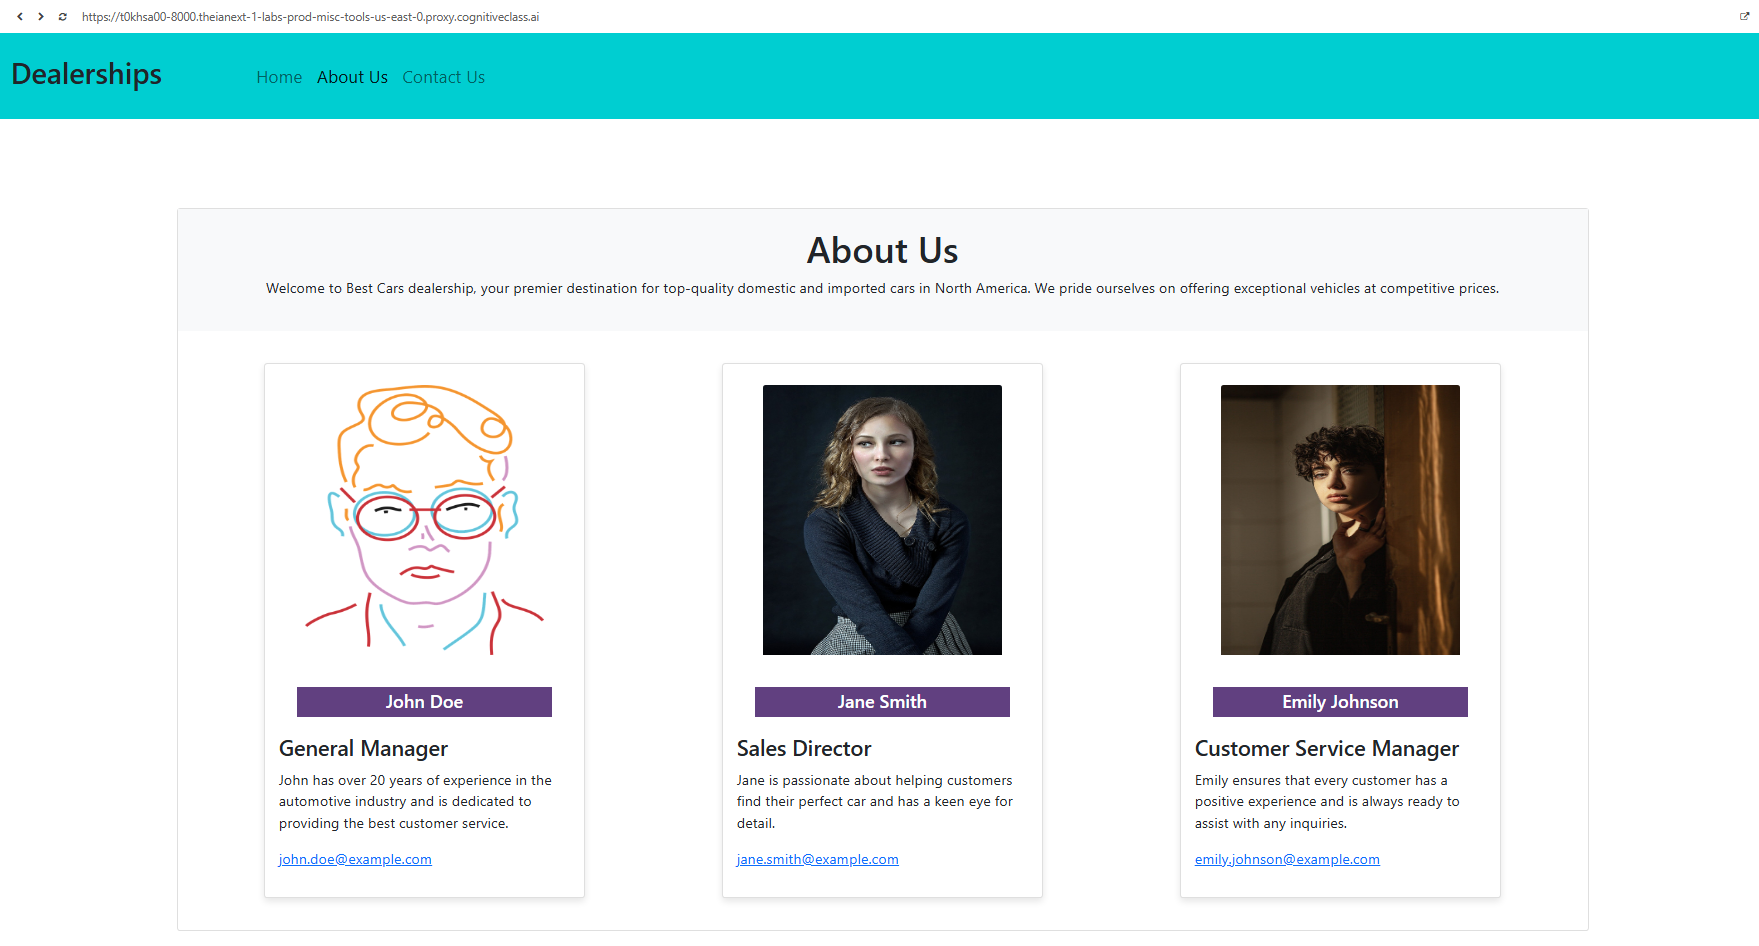 https://t0khsa00-8000.theianext-1-labs-prod-misc-tools-us-east-0.proxy.cognitiveclass.ai
Dealerships
Home About Us Contact Us
About Us
Welcome to Best Cars dealership, your premier destination for top-quality domestic and imported cars in North America. We pride ourselves on offering exceptional vehicles at competitive prices.
John Doe
General Manager
John has over 20 years of experience in the
automotive industry and is dedicated to
providing the best customer service.
john.doe@example.com
Jane Smith
Sales Director
Jane is passionate about helping customers
find their perfect car and has a keen eye for
detail.
jane.smith@example.com
Emily Johnson
Customer Service Manager
Emily ensures that every customer has a
positive experience and is always ready to
assist with any inquiries.
emily.johnson@example.com